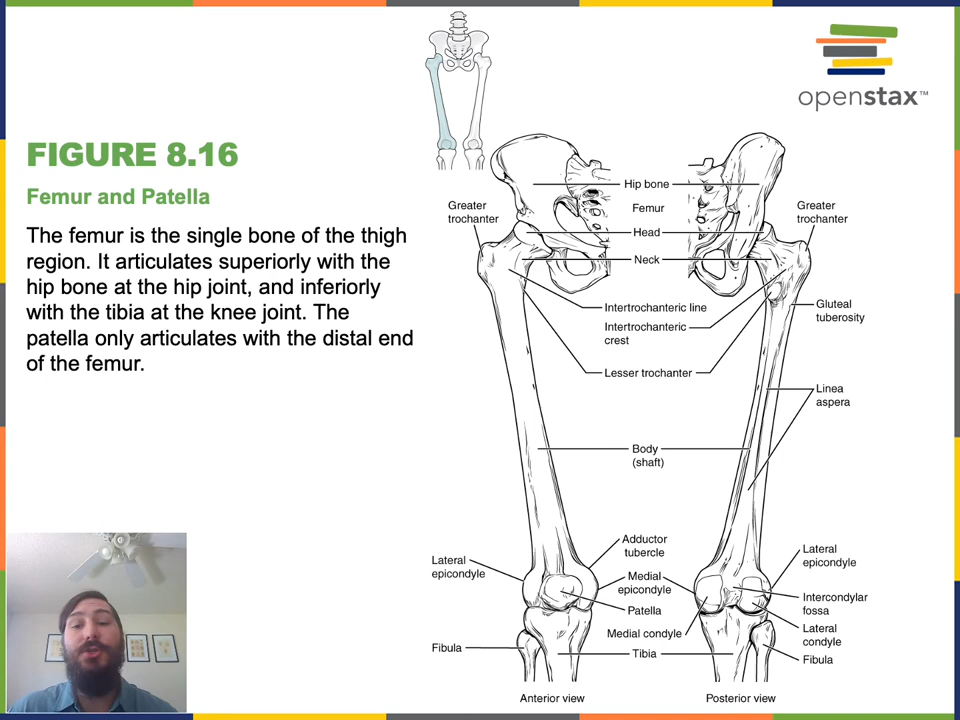 openstax™
FIGURE 8.16
Femur and Patella
The femur is the single bone of the thigh
region. It articulates superiorly with the
hip bone at the hip joint, and inferiorly
with the tibia at the knee joint. The
patella only articulates with the distal end
of the femur.
Hip bone
Femur
Head
Neck
Greater
trochanter
Greater
trochanter
Intertrochanteric line
Intertrochanteric
crest
Lesser trochanter
Gluteal
tuberosity
Linea
aspera
Body
(shaft)
Adductor
tubercle
Lateral
epicondyle
Medial
epicondyle
Patella
Medial condyle
Tibia
Fibula
Lateral
epicondyle
Intercondylar
fossa
Lateral
condyle
Fibula
Anterior view
Posterior view